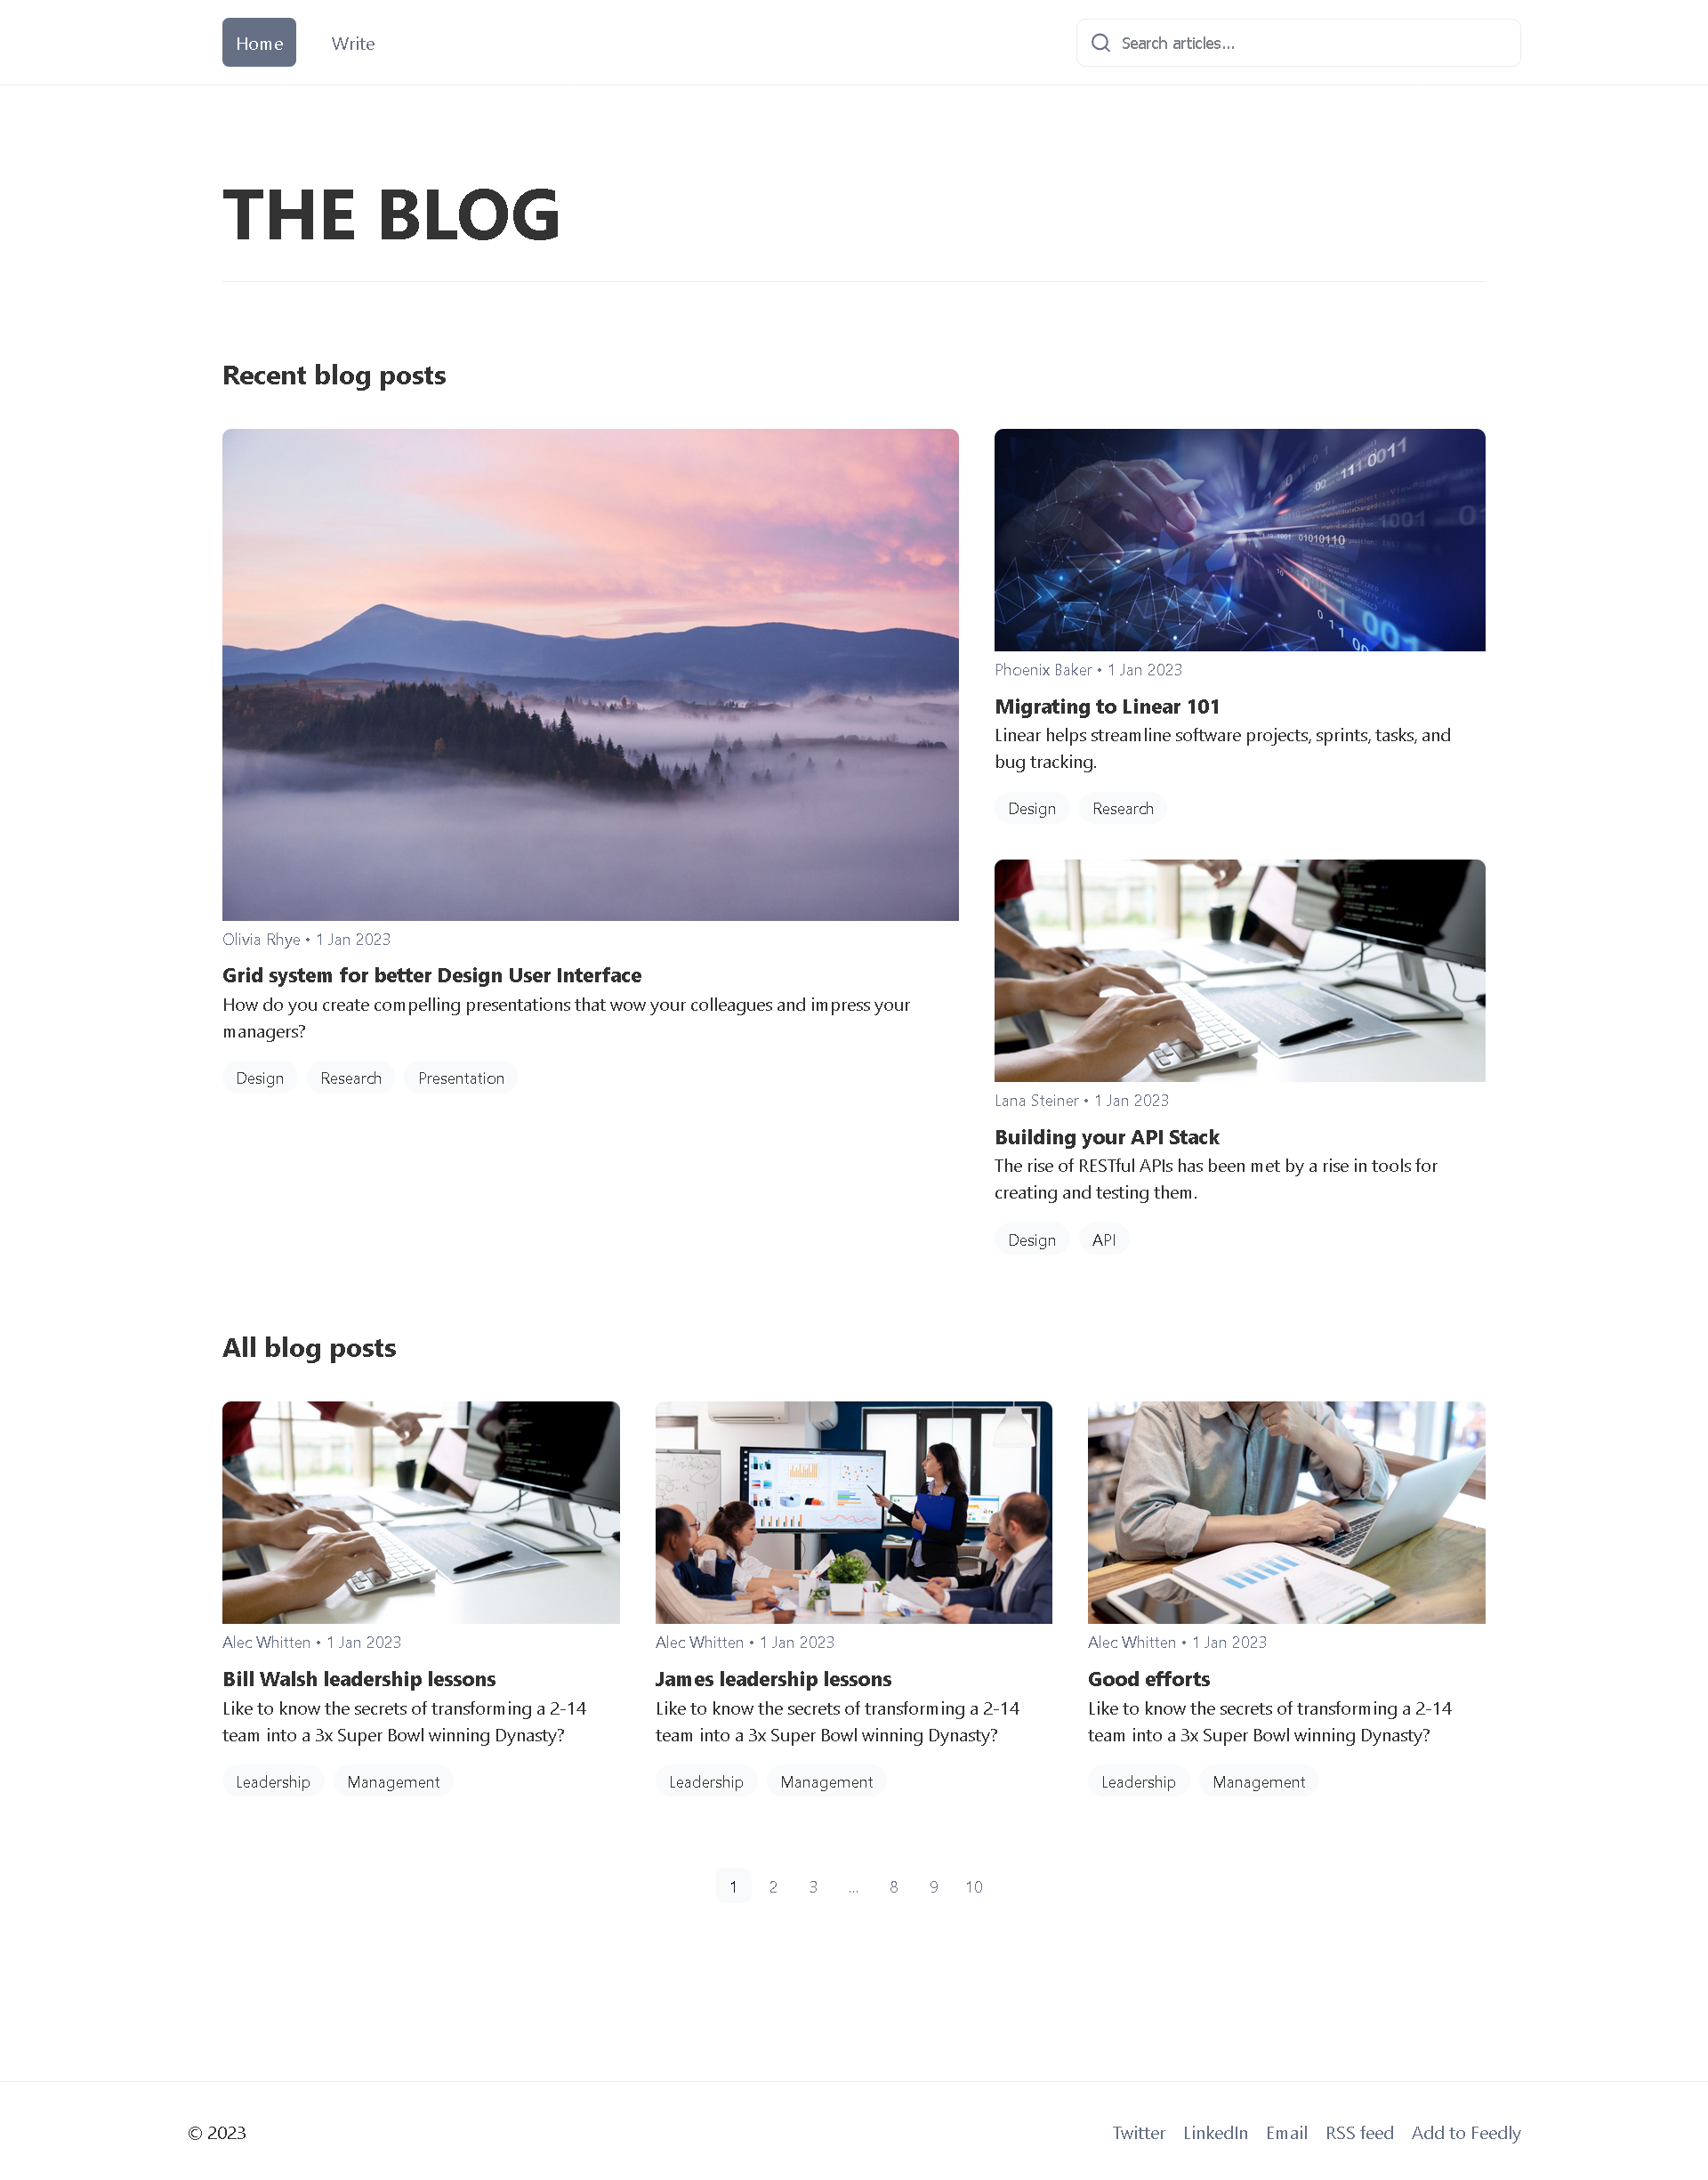 Home
Write
Search articles...
THE BLOG
Recent blog posts
Olivia Rhye • 1 Jan 2023
Grid system for better Design User Interface
How do you create compelling presentations that wow your colleagues and impress your
managers?
Design
Research
Presentation
111 0011
00
1001
01010110
001
00
Phoenix Baker • 1 Jan 2023
Migrating to Linear 101
Linear helps streamline software projects, sprints, tasks, and
bug tracking.
Design
Research
Lana Steiner • 1 Jan 2023
Building your API Stack
The rise of RESTful APIs has been met by a rise in tools for
creating and testing them.
Design
API
All blog posts
Alec Whitten • 1 Jan 2023
Bill Walsh leadership lessons
Like to know the secrets of transforming a 2-14
team into a 3x Super Bowl winning Dynasty?
Leadership
Management
Alec Whitten • 1 Jan 2023
James leadership lessons
Like to know the secrets of transforming a 2-14
team into a 3x Super Bowl winning Dynasty?
Leadership
Management
Alec Whitten • 1 Jan 2023
Good efforts
Like to know the secrets of transforming a 2-14
team into a 3x Super Bowl winning Dynasty?
Leadership
Management
1 2 3 ... 8 9 10
© 2023
Twitter LinkedIn Email RSS feed Add to Feedly